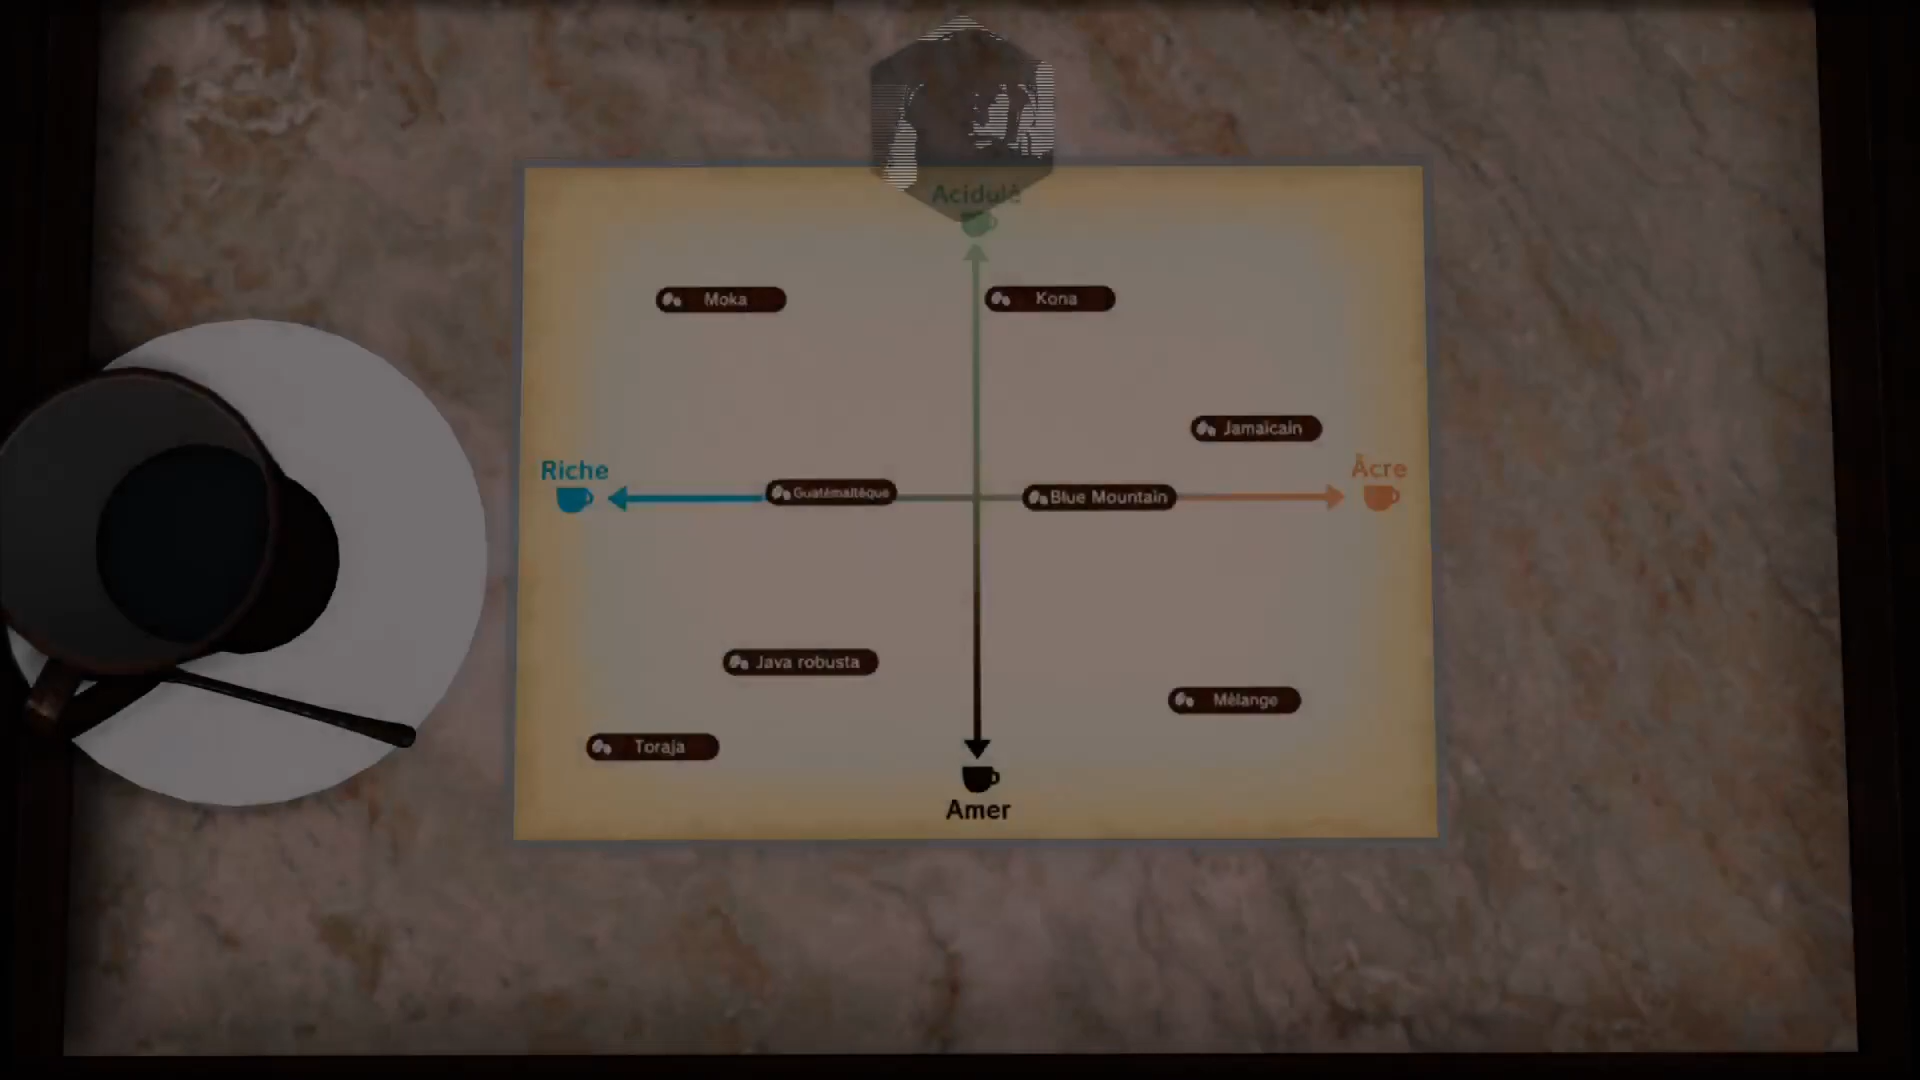 Acidulé
Moka
Kona
Jamaïcain
Riche
Âcre
Guatémaltèque
Blue Mountain
Java robusta
Mélange
Toraja
Amer